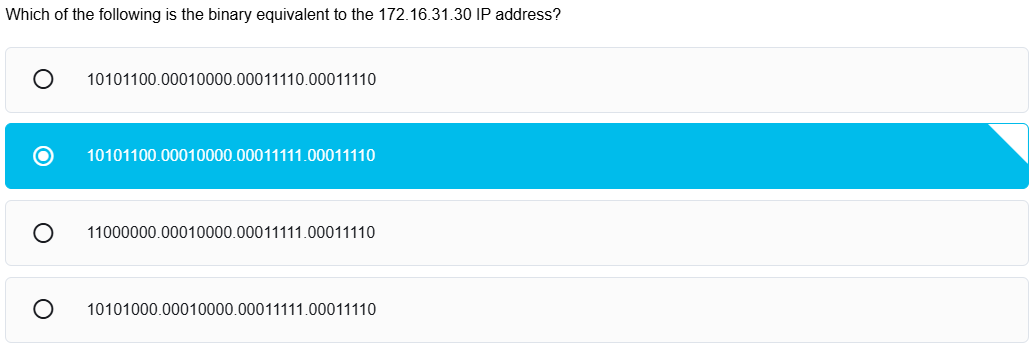 Which of the following is the binary equivalent to the 172.16.31.30 IP address?
10101100.00010000.00011110.00011110
10101100.00010000.00011111.00011110
11000000.00010000.00011111.00011110
10101000.00010000.00011111.00011110